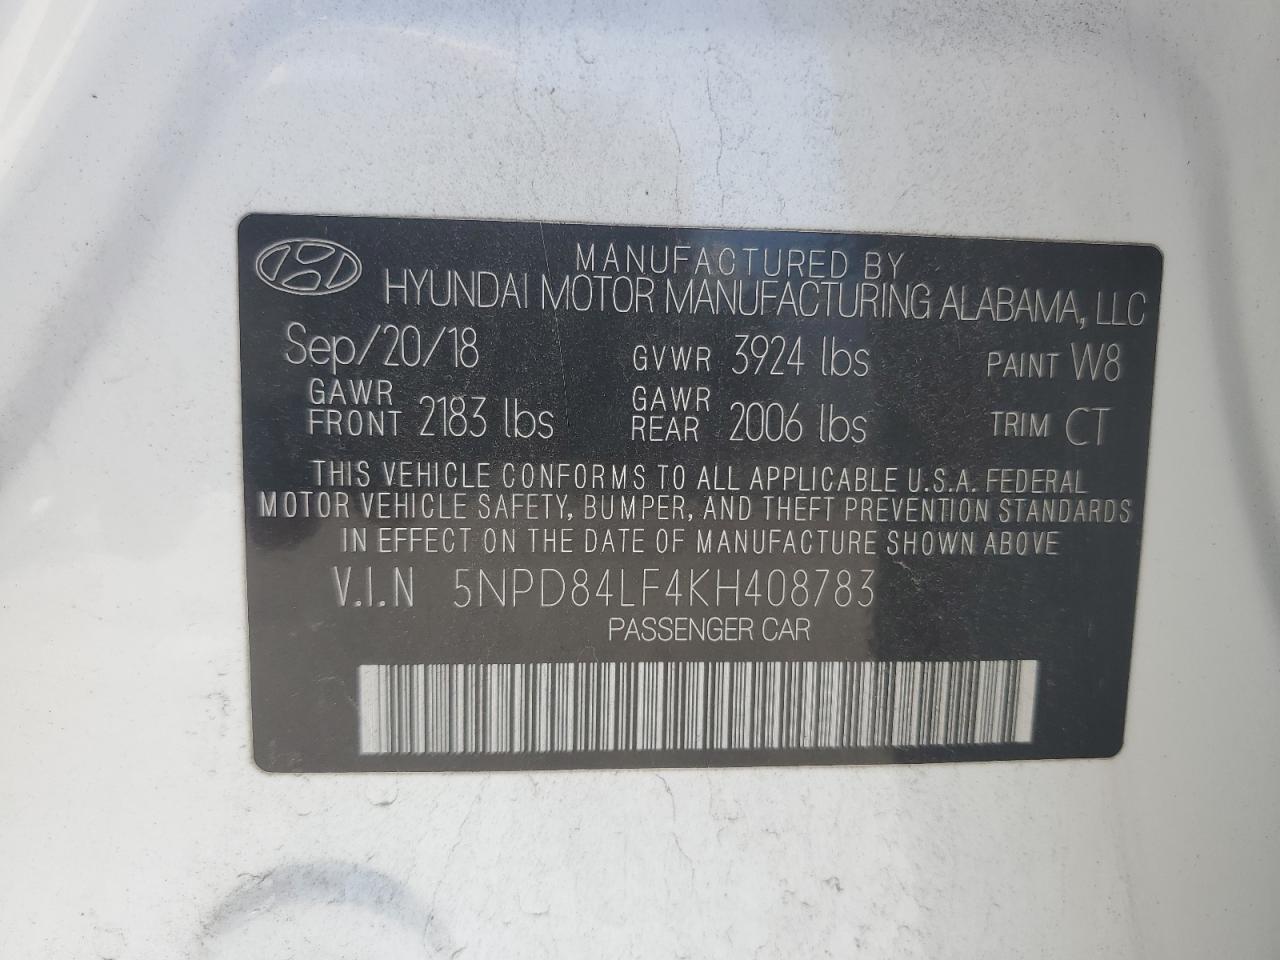 MANUFACTURED BY
HYUNDAI MOTOR MANUFACTURING ALABAMA, LLC
Sep/20/18 GVWR 3924 lbs PAINT W8
GAWR FRONT 2183 lbs GAWR REAR 2006 lbs TRIM CT
THIS VEHICLE CONFORMS TO ALL APPLICABLE U.S.A. FEDERAL
MOTOR VEHICLE SAFETY, BUMPER, AND THEFT PREVENTION STANDARDS
IN EFFECT ON THE DATE OF MANUFACTURE SHOWN ABOVE
V.I.N 5NPD84LF4KH408783
PASSENGER CAR